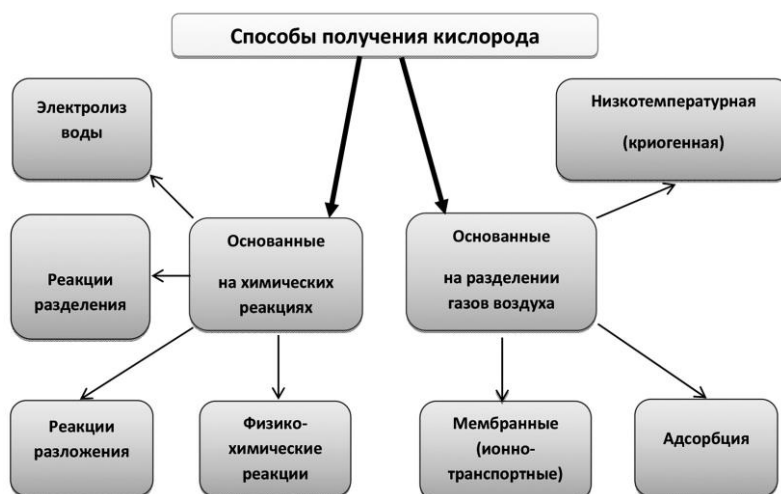 Способы получения кислорода
Электролиз
воды
Низкотемпературная
(криогенная)
Основанные
на химических
реакциях
Основанные
на разделении
газов воздуха
Реакции
разделения
Реакции
разложения
Физико-
химические
реакции
Мембранные
(ионно-
транспортные)
Адсорбция